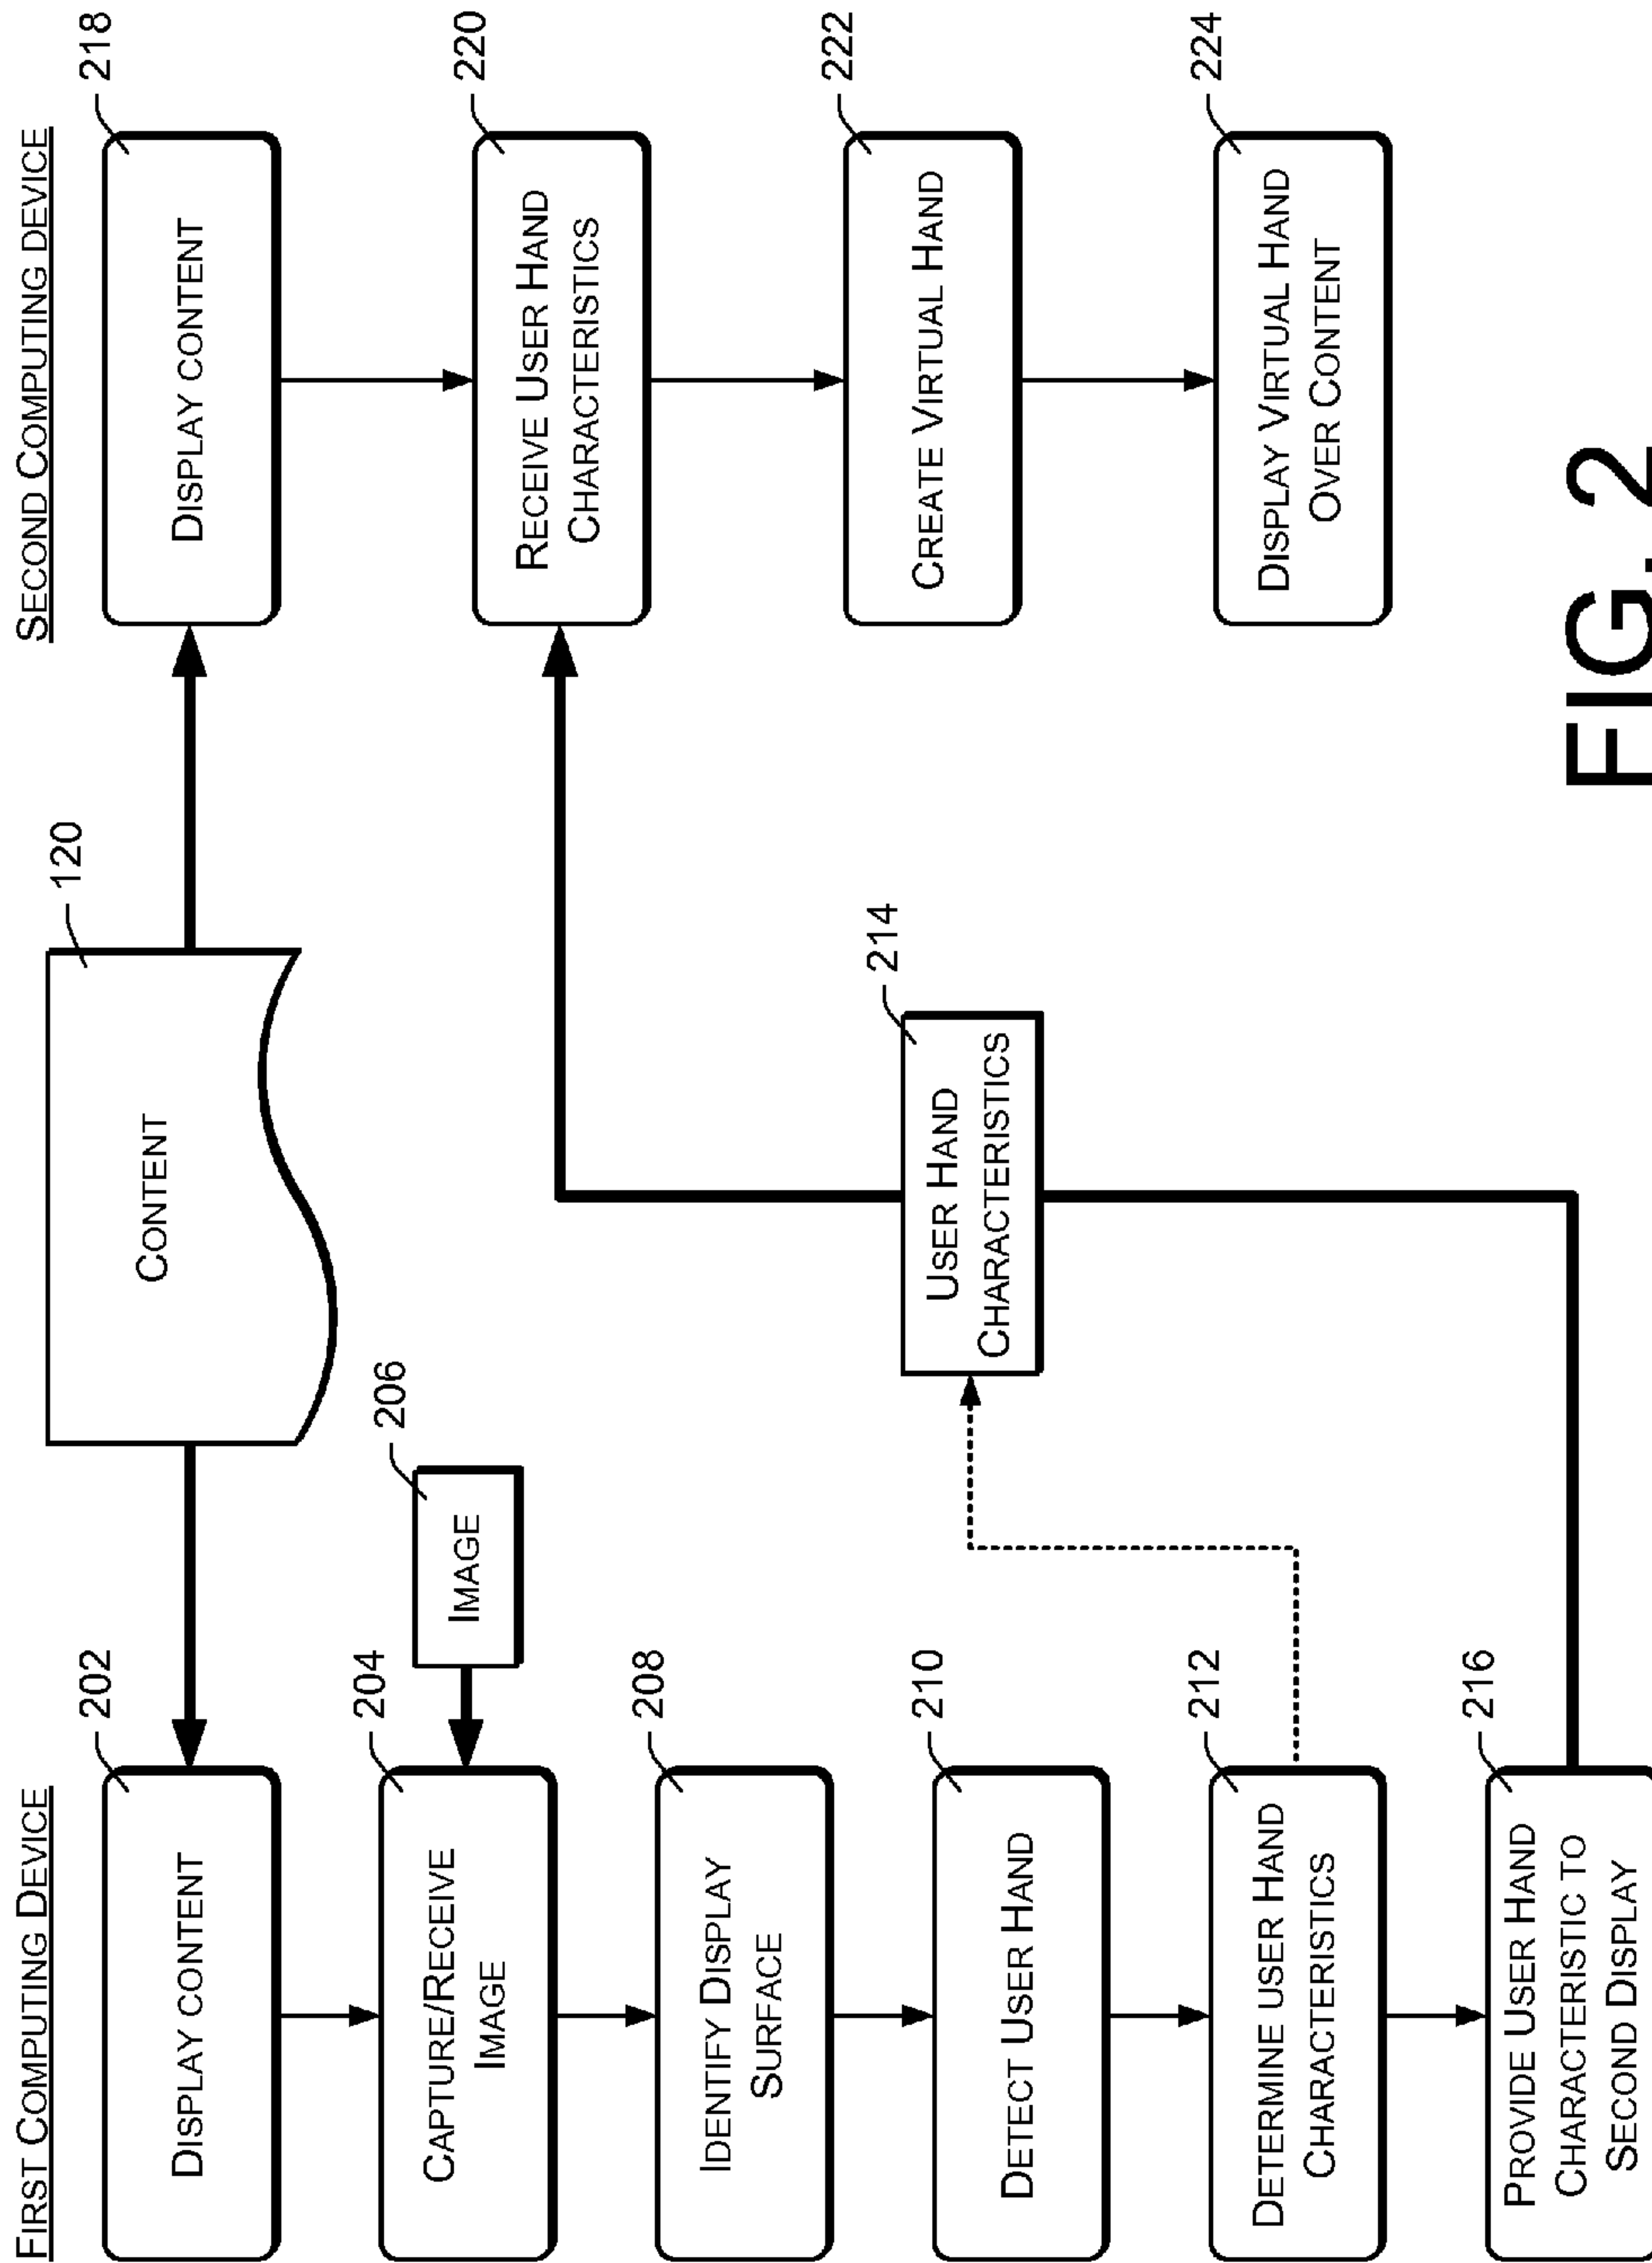 FIRST COMPUTING DEVICE
SECOND COMPUTING DEVICE
202
DISPLAY CONTENT
120
CONTENT
218
DISPLAY CONTENT
204
CAPTURE/RECEIVE
IMAGE
206
IMAGE
220
RECEIVE USER HAND
CHARACTERISTICS
208
IDENTIFY DISPLAY
SURFACE
210
DETECT USER HAND
214
USER HAND
CHARACTERISTICS
222
CREATE VIRTUAL HAND
212
DETERMINE USER HAND
CHARACTERISTICS
224
DISPLAY VIRTUAL HAND
OVER CONTENT
216
PROVIDE USER HAND
CHARACTERISTIC TO
SECOND DISPLAY
FIG. 2